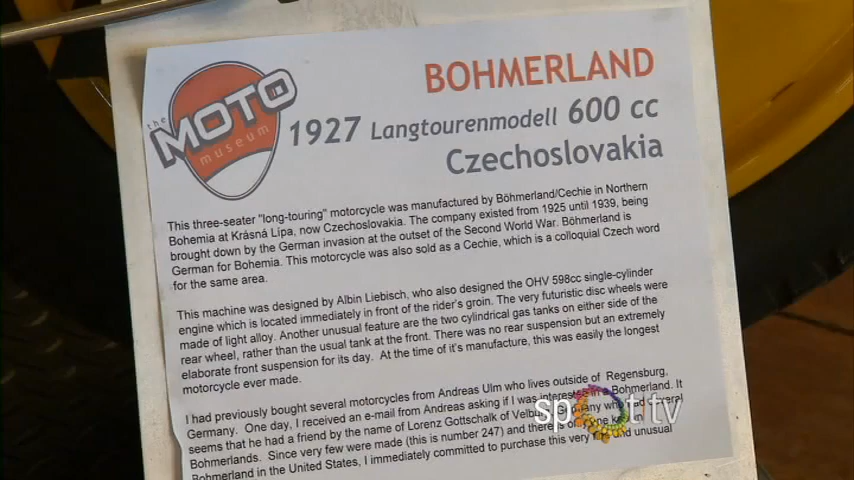 the
MOTO
museum
BOHMERLAND
1927 Langtourenmodell 600 cc
Czechoslovakia
This three-seater "long-touring" motorcycle was manufactured by Böhmerland/Cechie in Northern
Bohemia at Krásná Lípa, now Czechoslovakia. The company existed from 1925 until 1939, being
brought down by the German invasion at the outset of the Second World War. Böhmerland is
German for Bohemia. This motorcycle was also sold as a Cechie, which is a colloquial Czech word
for the same area.
This machine was designed by Albin Liebisch, who also designed the OHV 598cc single-cylinder
engine which is located immediately in front of the rider's groin. The very futuristic disc wheels were
made of light alloy. Another unusual feature are the two cylindrical gas tanks on either side of the
rear wheel, rather than the usual tank at the front. There was no rear suspension but an extremely
elaborate front suspension for its day. At the time of it's manufacture, this was easily the longest
motorcycle ever made.
I had previously bought several motorcycles from Andreas Ulm who lives outside of Regensburg,
Germany. One day, I received an e-mail from Andreas asking if I was interested in a Bohmerland. It
seems that he had a friend by the name of Lorenz Gottschalk of who had several
Bohmerlands. Since very few were made (this is number 247) and there is
Bohmerland in the United States, I immediately committed to purchase this very and unusual
spot tv